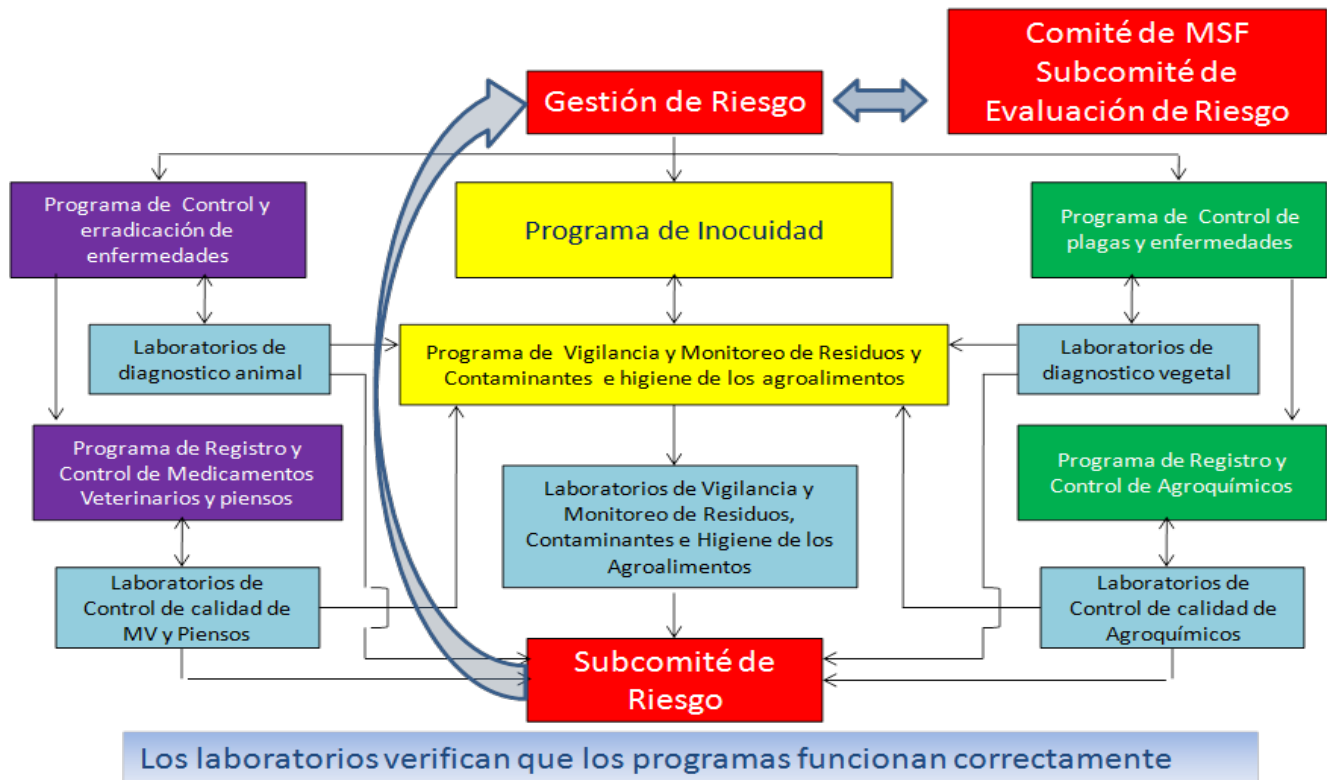 Comité de MSF
Subcomité de
Evaluación de Riesgo
Gestión de Riesgo
Programa de Control y
erradicación de
enfermedades
Programa de Inocuidad
Programa de Control de
plagas y enfermedades
Laboratorios de
diagnostico animal
Programa de Vigilancia y Monitoreo de Residuos y
Contaminantes e higiene de los agroalimentos
Laboratorios de
diagnostico vegetal
Programa de Registro y
Control de Medicamentos
Veterinarios y piensos
Laboratorios de Vigilancia y
Monitoreo de Residuos,
Contaminantes e Higiene de los
Agroalimentos
Programa de Registro y
Control de Agroquímicos
Laboratorios de
Control de calidad de
MV y Piensos
Laboratorios de
Control de calidad de
Agroquímicos
Subcomité de
Riesgo
Los laboratorios verifican que los programas funcionan correctamente